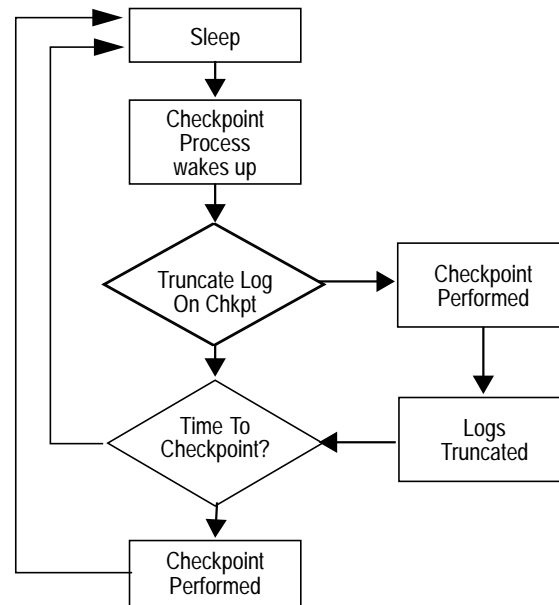 Sleep
Checkpoint
Process
wakes up
Truncate Log
On Chkpt
Checkpoint
Performed
Time To
Checkpoint?
Logs
Truncated
Checkpoint
Performed